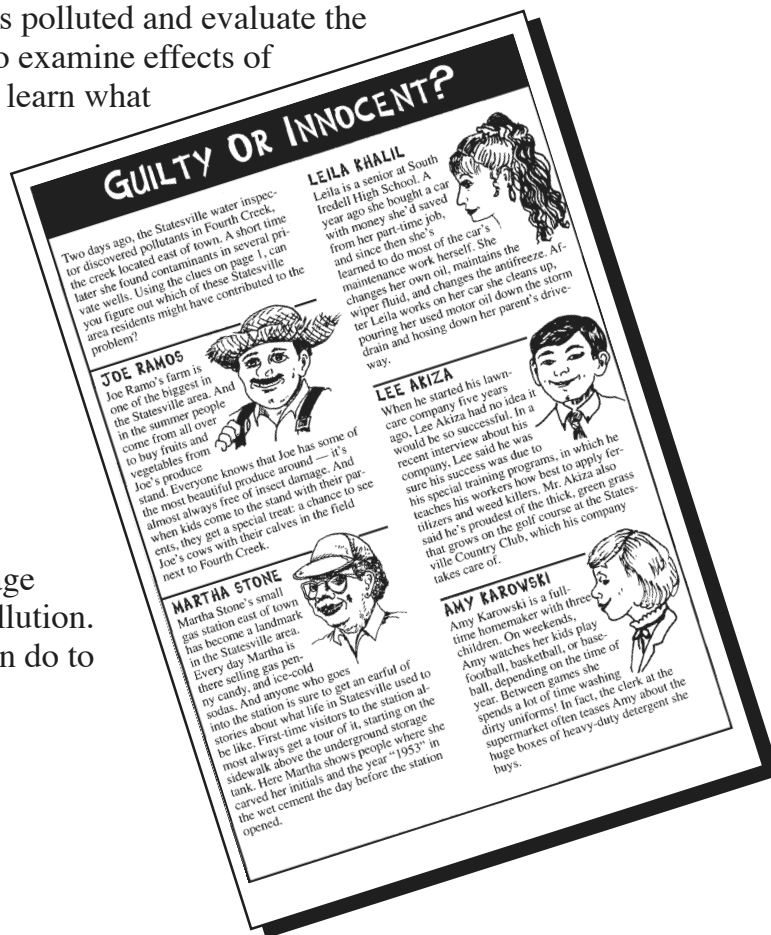 s polluted and evaluate the
o examine effects of
learn what
GUILTY OR INNOCENT?
Two days ago, the Statesville water inspec-
tor discovered pollutants in Fourth Creek,
the creek located east of town. A short time
later she found contaminants in several pri-
vate wells. Using the clues on page 1, can
you figure out which of these Statesville
area residents might have contributed to the
problem?
JOE RAMOS
Joe Ramo's farm is
one of the biggest in
the Statesville area. And
in the summer people
come from all over
to buy fruits and
vegetables from
Joe's produce
stand. Everyone knows that Joe has some of
the most beautiful produce around — it's
almost always free of insect damage. And
when kids come to the stand with their par-
ents, they get a special treat: a chance to see
Joe's cows with their calves in the field
next to Fourth Creek.
MARTHA STONE
Martha Stone's small
gas station east of town
has become a landmark
in the Statesville area.
Every day Martha is
there selling gas pen-
ny candy, and ice-cold
sodas. And anyone who goes
into the station is sure to get an earful of
stories about what life in Statesville used to
be like. First-time visitors to the station al-
most always get a tour of it, starting on the
sidewalk above the underground storage
tank. Here Martha shows people where she
carved her initials and the year "1953" in
the wet cement the day before the station
opened.
LEILA KHALIL
Leila is a senior at South
Iredell High School. A
year ago she bought a car
with money she'd saved
from her part-time job,
and since then she's
learned to do most of the car's
maintenance work herself. She
changes her own oil, maintains the
wiper fluid, and changes the antifreeze. Af-
ter Leila works on her car she cleans up,
pouring her used motor oil down the storm
drain and hosing down her parent's drive-
way.
LEE AKIZA
When he started his lawn-
care company five years
ago, Lee Akiza had no idea it
would be so successful. In a
recent interview about his
company, Lee said he was
sure his success was due to
his special training programs, in which he
teaches his workers how best to apply fer-
tilizers and weed killers. Mr. Akiza also
said he's proudest of the thick, green grass
that grows on the golf course at the States-
ville Country Club, which his company
takes care of.
AMY KAROWSKI
Amy Karowski is a full-
time homemaker with three
children. On weekends,
Amy watches her kids play
football, basketball, or base-
ball, depending on the time of
year. Between games she
spends a lot of time washing
dirty uniforms! In fact, the clerk at the
supermarket often teases Amy about the
huge boxes of heavy-duty detergent she
buys.
nge
llution.
n do to